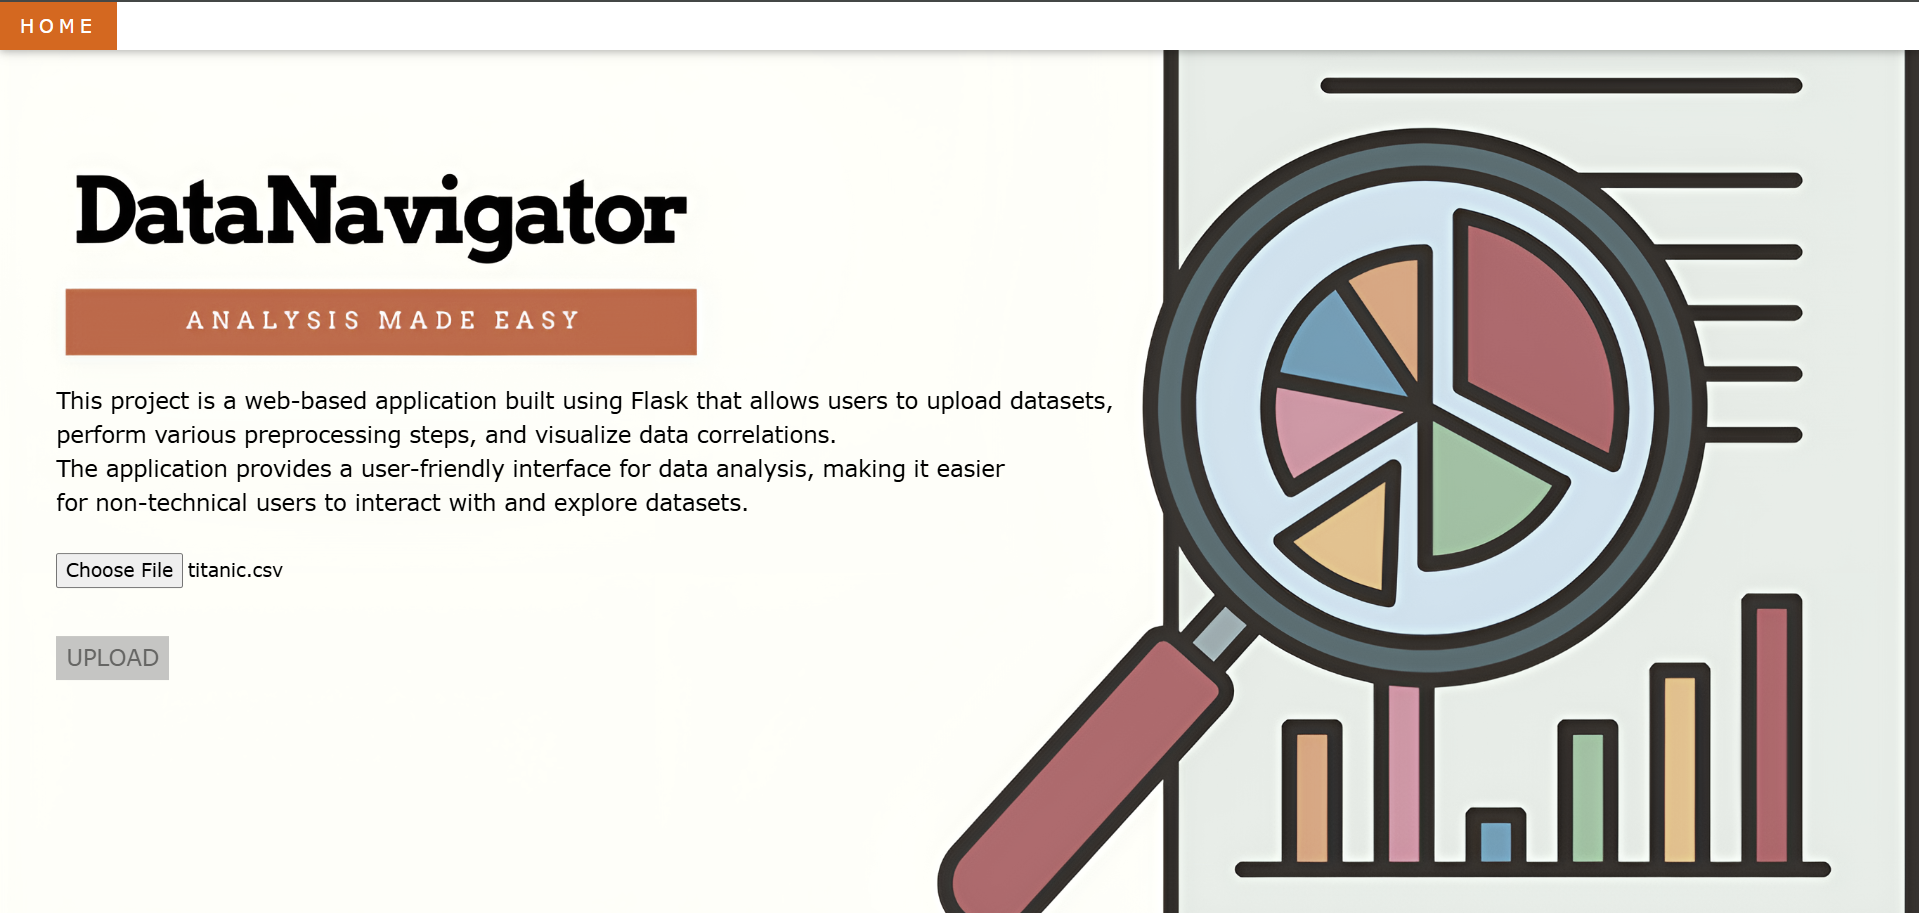 HOME
DataNavigator
ANALYSIS MADE EASY
This project is a web-based application built using Flask that allows users to upload datasets,
perform various preprocessing steps, and visualize data correlations.
The application provides a user-friendly interface for data analysis, making it easier
for non-technical users to interact with and explore datasets.
Choose File titanic.csv
UPLOAD